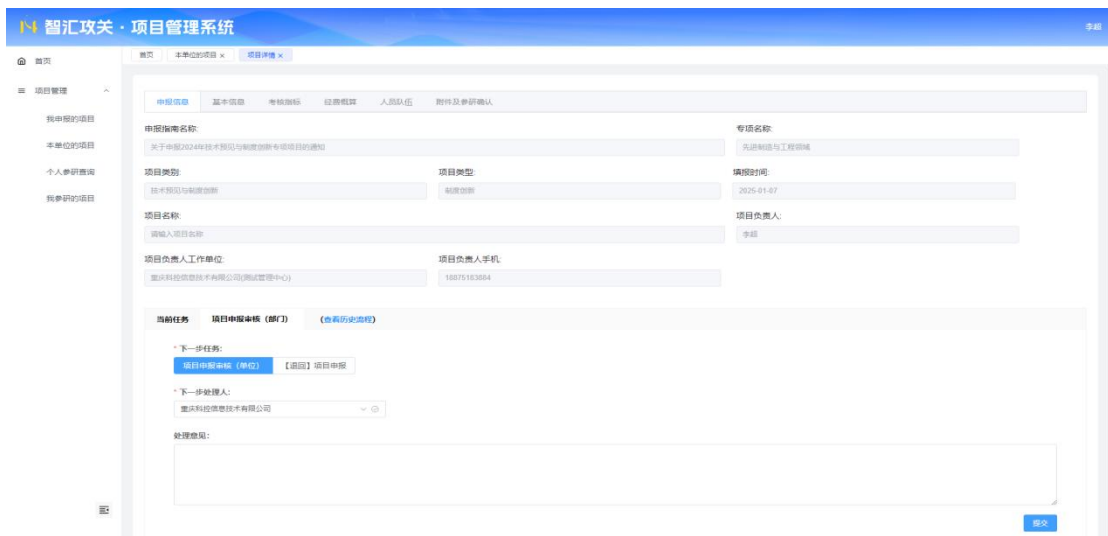 智汇攻关 · 项目管理系统
李超
首页
项目管理
我申报的项目
本单位的项目
个人参研查询
我参研的项目
首页 本单位的项目 × 项目详情 ×
申报信息 基本信息 考核指标 经费概算 人员队伍 附件及参研确认
申报指南名称: 专项名称:
关于申报2024年技术预见与制度创新专项项目的通知 先进制造与工程领域
项目类别: 项目类型: 填报时间:
技术预见与制度创新 制度创新 2025-01-07
项目名称: 项目负责人:
请输入项目名称 李超
项目负责人工作单位: 项目负责人手机:
重庆科控信息技术有限公司(测试管理中心) 18875183684
当前任务 项目申报审核（部门） (查看历史流程)
* 下一步任务:
项目申报审核（单位） 【退回】项目申报
* 下一步处理人:
重庆科控信息技术有限公司
处理意见:
提交